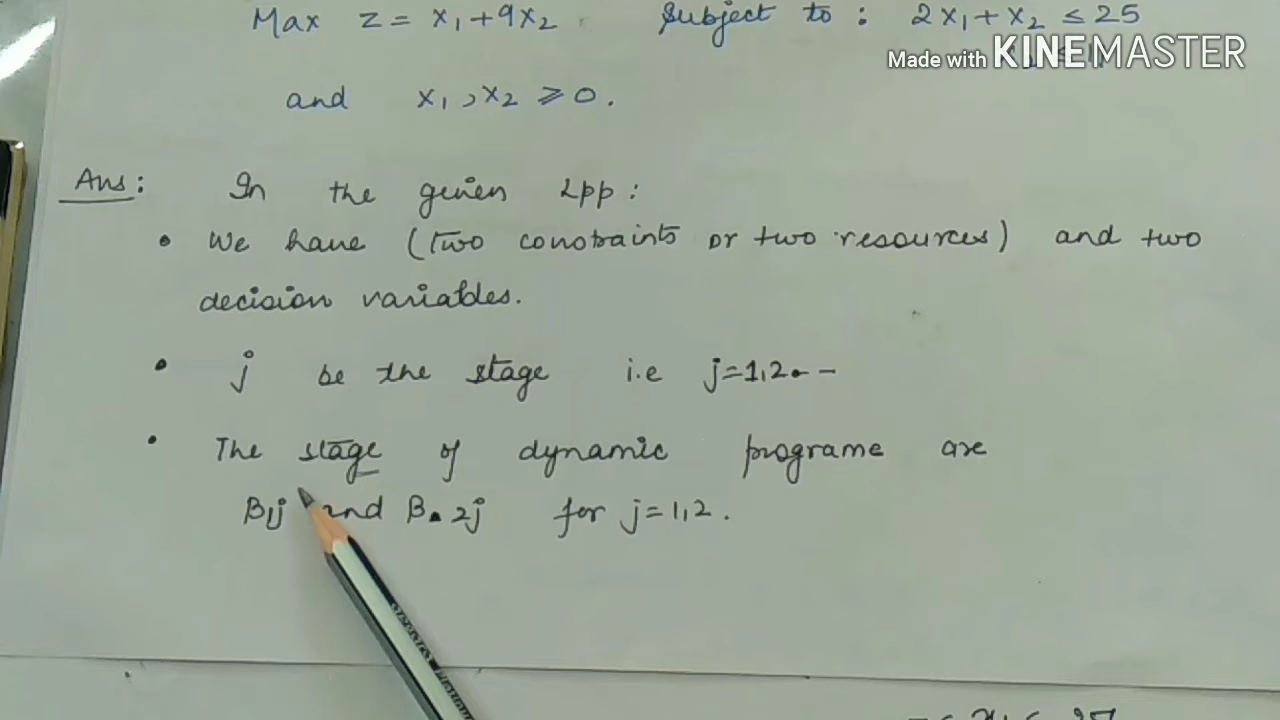 Max z = x1 + 9x2 Subject to : 2x1 + x2 ≤ 25
Made with KINEMASTER
and x1, x2 ≥ 0.
Ans : In the given Lpp :
• We have (two constraints or two resources) and two
decision variables.
• j be the stage i.e j=1,2.--
• The stage of dynamic programe are
B1j and B.2j for j=1,2.